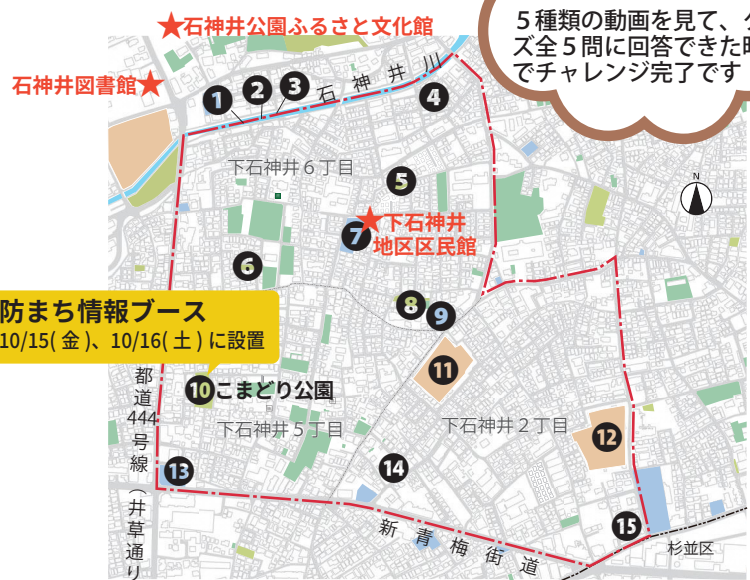 ★石神井公園ふるさと文化館
石神井図書館★
5種類の動画を見て、ク
ズ全5問に回答できた
でチャレンジ完了です
石神井川
1
2
3
4
下石神井6丁目
5
N
★下石神井
地区区民館
7
6
防まち情報ブース
10/15(金)、10/16(土)に設置
8
9
11
10こまどり公園
都道444号線(井草通り
下石神井5丁目
下石神井2丁目
12
13
14
新青梅街道
15
杉並区